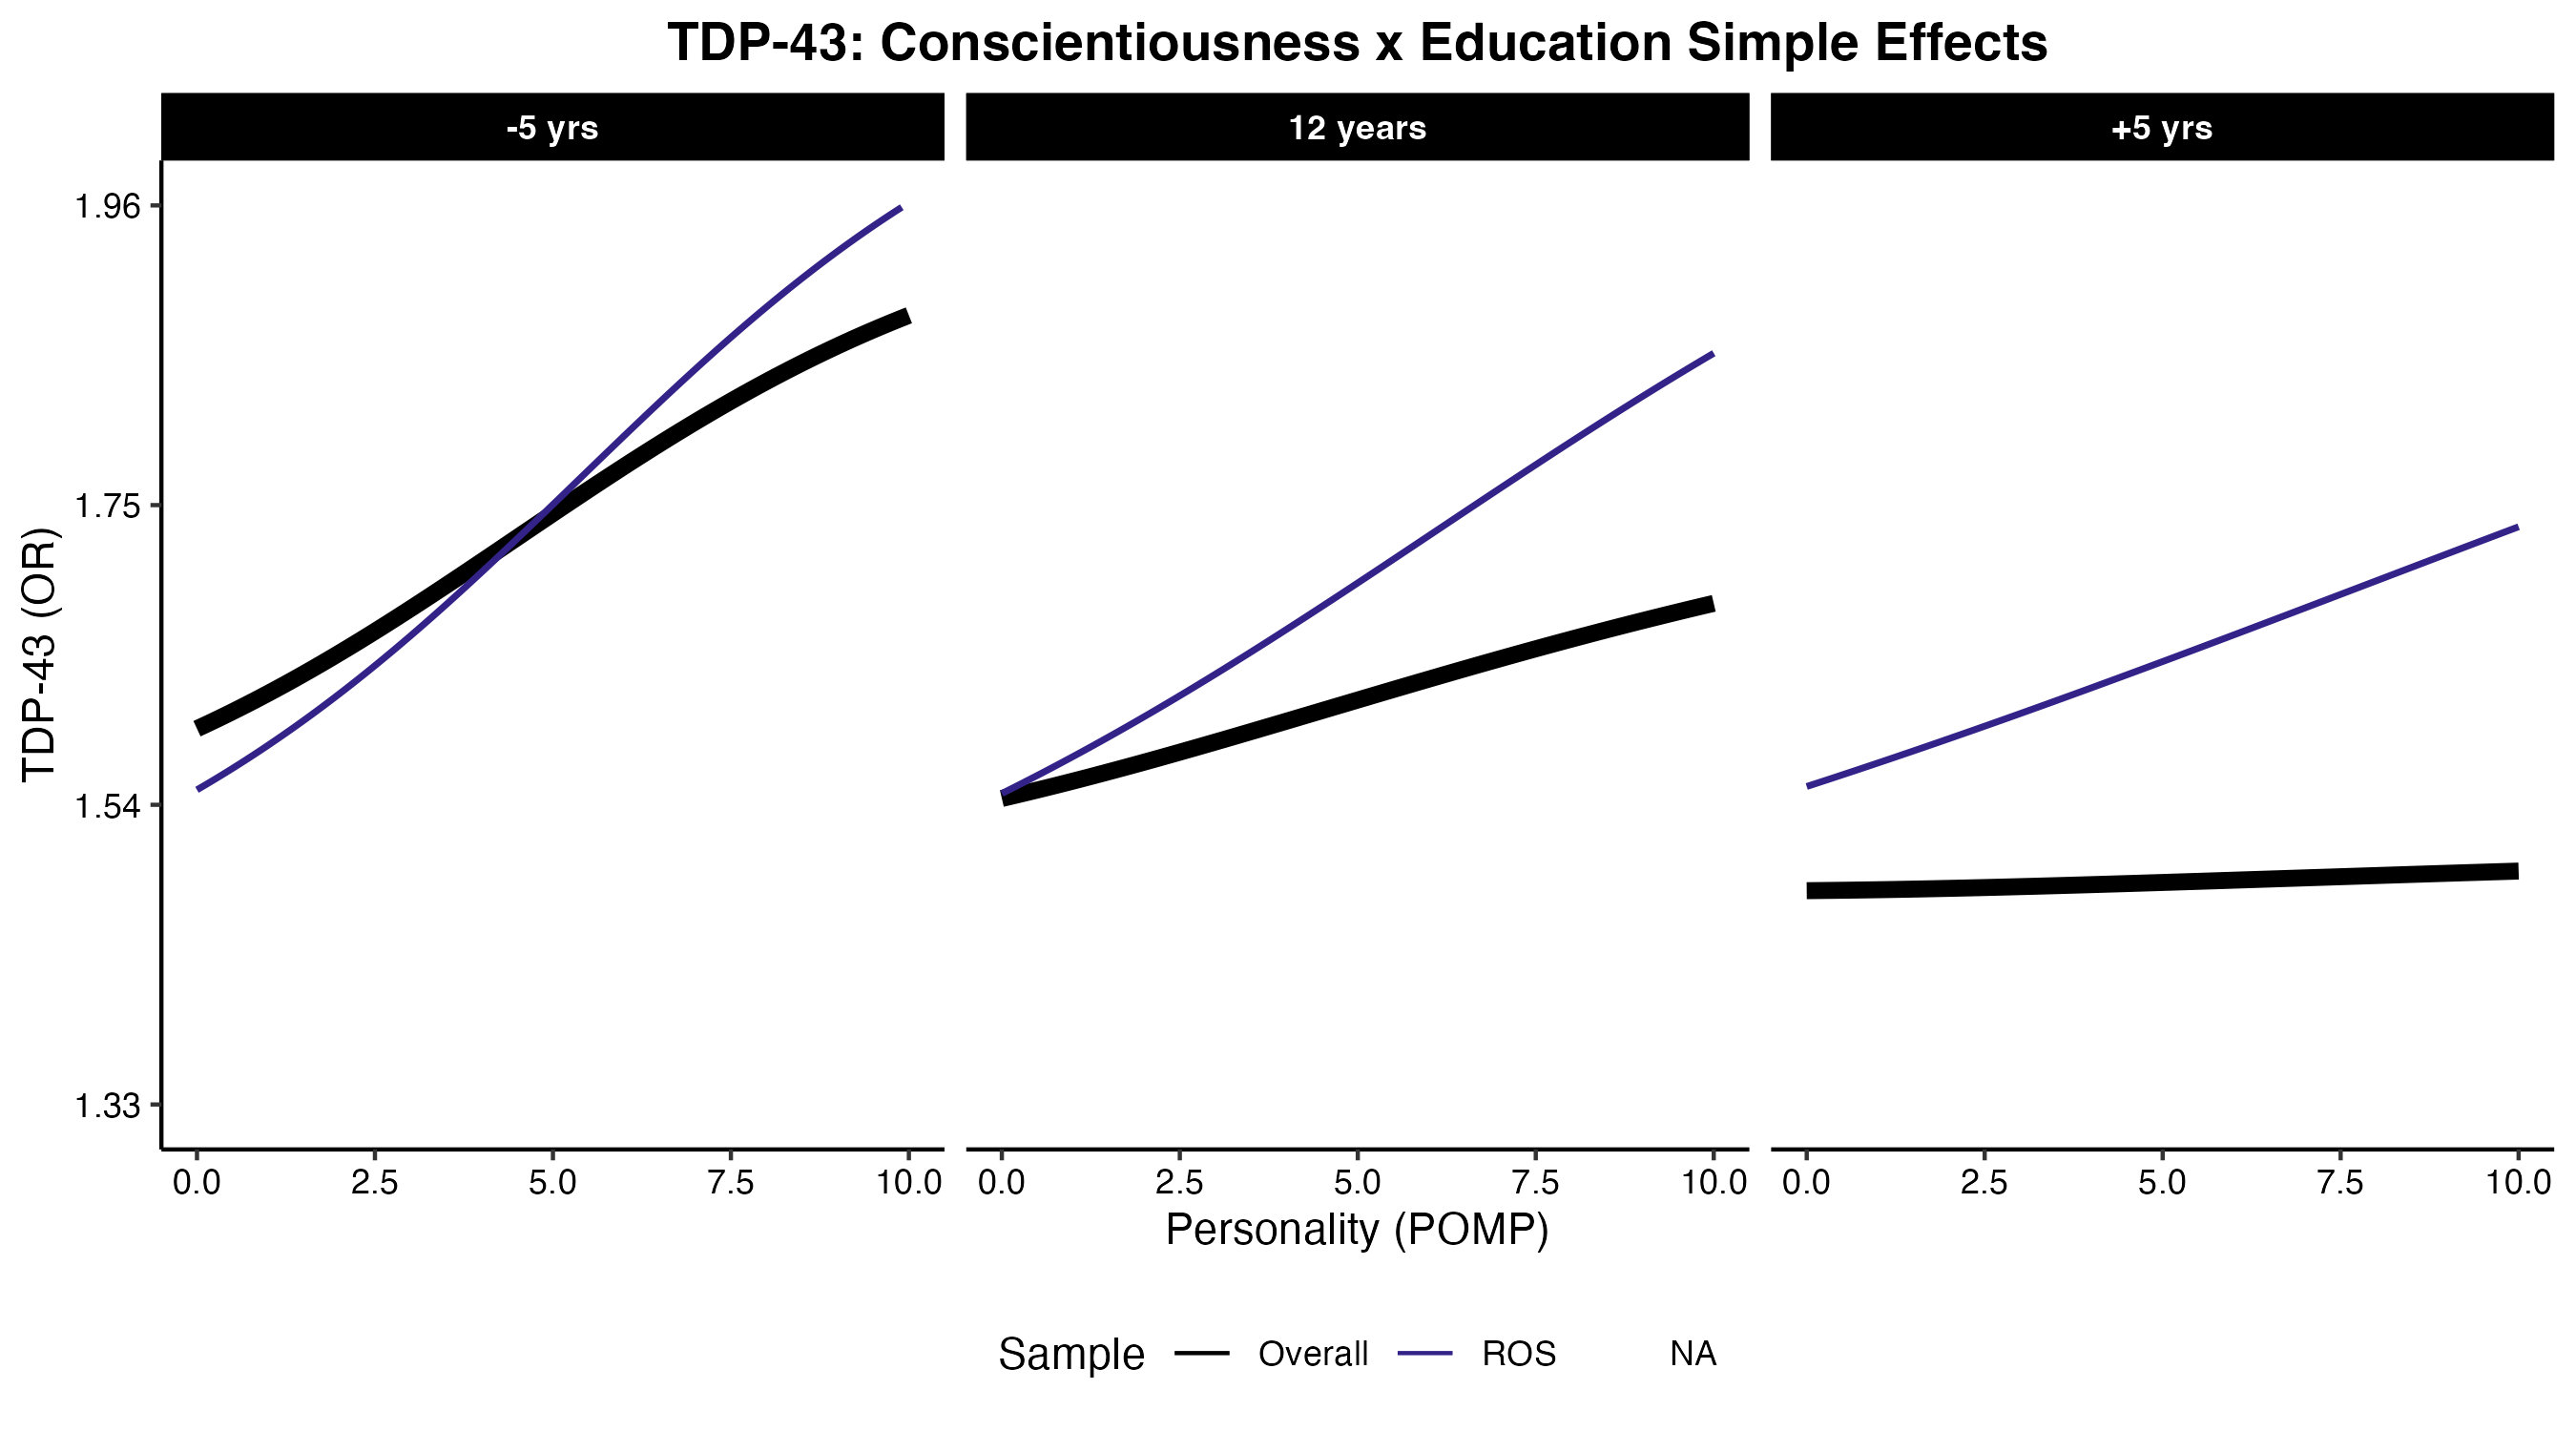 TDP-43: Conscientiousness x Education Simple Effects
-5 yrs
12 years
+5 yrs
TDP-43 (OR)
1.96
1.75
1.54
1.33
0.0 2.5 5.0 7.5 10.0
0.0 2.5 5.0 7.5 10.0
0.0 2.5 5.0 7.5 10.0
Personality (POMP)
Sample Overall ROS NA